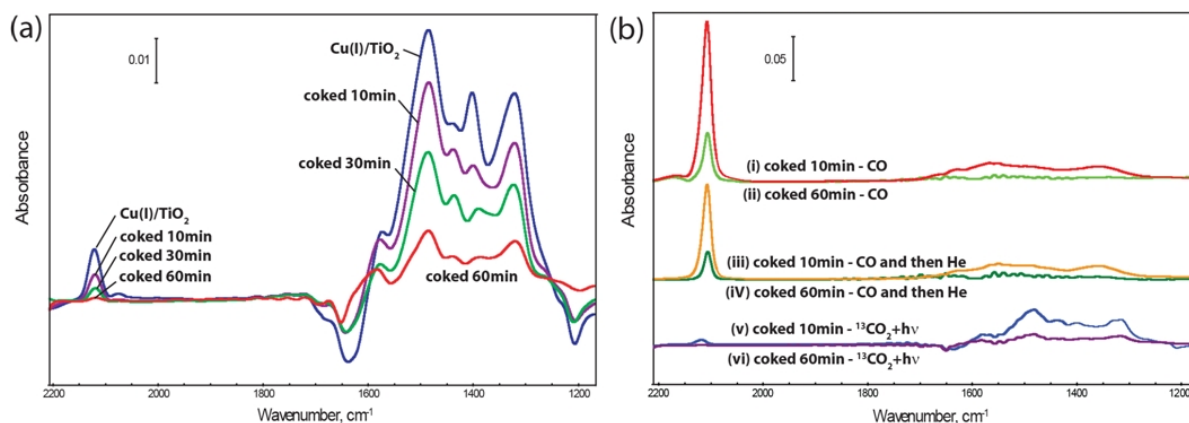 (a)
0.01
Cu(I)/TiO2
coked 10min
coked 30min
Cu(I)/TiO2
coked 10min
coked 30min
coked 60min
coked 60min
Absorbance
2200 2000 1800 1600 1400 1200
Wavenumber, cm-1
(b)
0.05
(i) coked 10min - CO
(ii) coked 60min - CO
(iii) coked 10min - CO and then He
(iV) coked 60min - CO and then He
(v) coked 10min - 13CO2+hν
(vi) coked 60min - 13CO2+hν
Absorbance
2200 2000 1800 1600 1400 1200
Wavenumber, cm-1